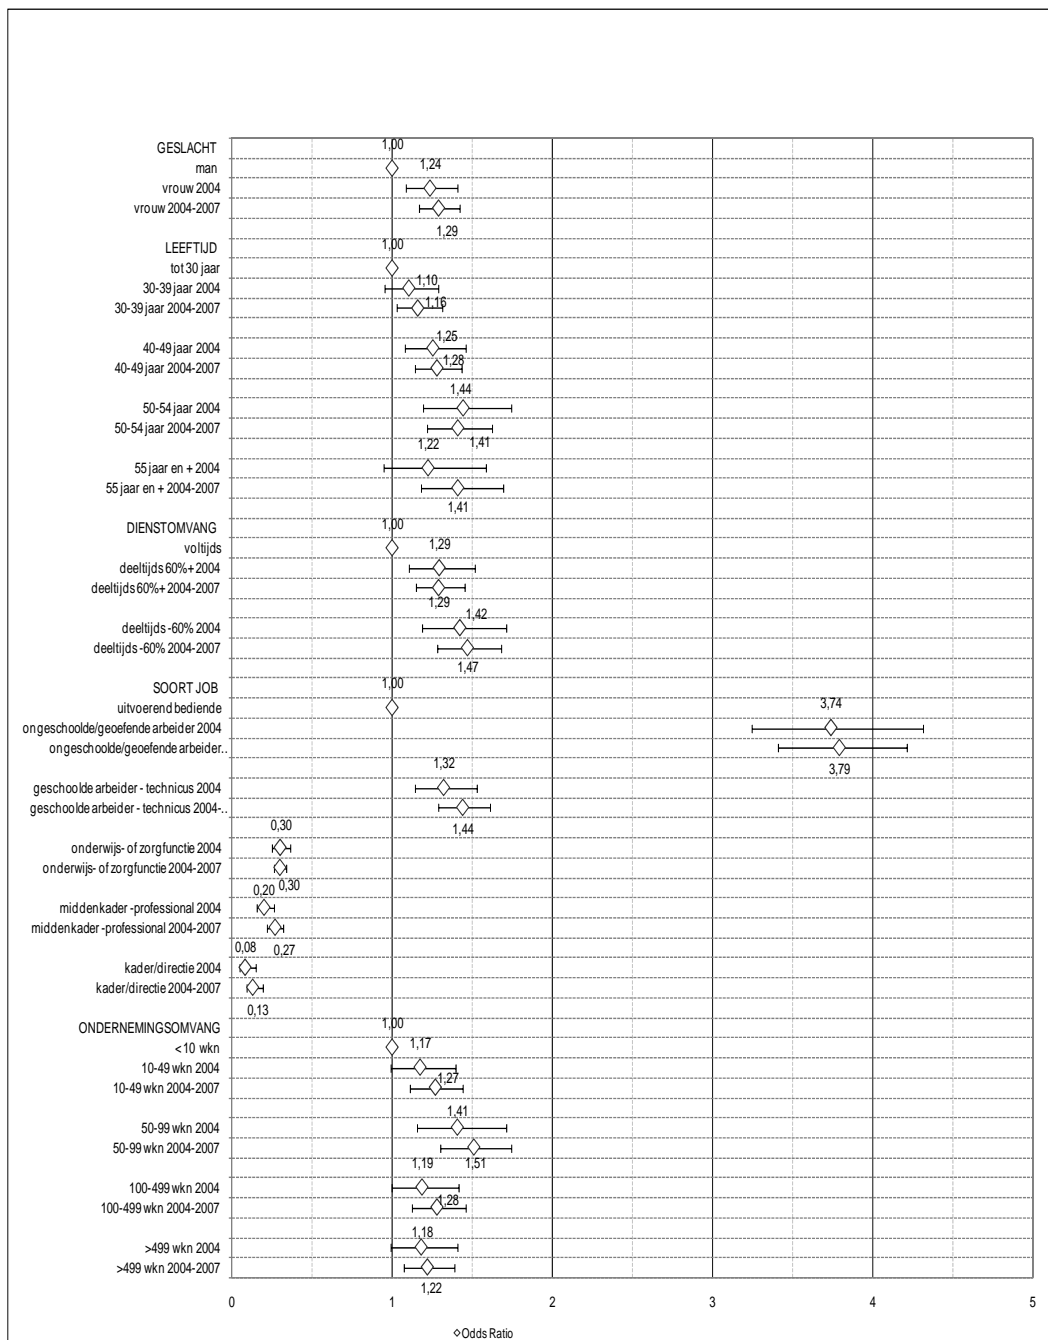 1,00
GESLACHT
man
1,24
vrouw 2004
vrouw 2004-2007
1,29
LEEFTIJD
1,00
tot 30 jaar
30-39 jaar 2004
1,10
30-39 jaar 2004-2007
1,16
40-49 jaar 2004
1,25
40-49 jaar 2004-2007
1,28
1,44
50-54 jaar 2004
50-54 jaar 2004-2007
1,22
1,41
55 jaar en + 2004
55 jaar en + 2004-2007
1,41
DIENSTOMVANG
1,00
voltijds
1,29
deeltijds 60%+ 2004
deeltijds 60%+ 2004-2007
1,29
1,42
deeltijds -60% 2004
deeltijds -60% 2004-2007
1,47
SOORT JOB
1,00
uitvoerend bediende
3,74
ongeschoolde/geoefende arbeider 2004
ongeschoolde/geoefende arbeider..
1,32
3,79
geschoolde arbeider - technicus 2004
geschoolde arbeider - technicus 2004-..
1,44
0,30
onderwijs- of zorgfunctie 2004
onderwijs- of zorgfunctie 2004-2007
0,30
0,20
middenkader -professional 2004
middenkader -professional 2004-2007
0,27
0,08
kader/directie 2004
kader/directie 2004-2007
0,13
ONDERNEMINGSOMVANG
1,00
<10 wkn
1,17
10-49 wkn 2004
10-49 wkn 2004-2007
1,27
1,41
50-99 wkn 2004
50-99 wkn 2004-2007
1,19
1,51
100-499 wkn 2004
100-499 wkn 2004-2007
1,28
1,18
>499 wkn 2004
>499 wkn 2004-2007
1,22
0 1 2 3 4 5
Odds Ratio